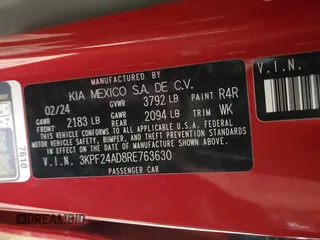 MANUFACTURED BY
KIA MEXICO S.A. DE C.V.
02/24 GVWR 3792 LB PAINT R4R
GAWR FRONT 2183 LB GAWR REAR 2094 LB TRIM WK
THIS VEHICLE CONFORMS TO ALL APPLICABLE U.S. FEDERAL
MOTOR VEHICLE SAFETY, BUMPER, AND THEFT PREVENTION
STANDARDS IN EFFECT ON THE DATE OF MANUFACTURE
SHOWN ABOVE.
V.I.N. 3KPF24AD8RE763630
PASSENGER CAR
V.I.N.
7610